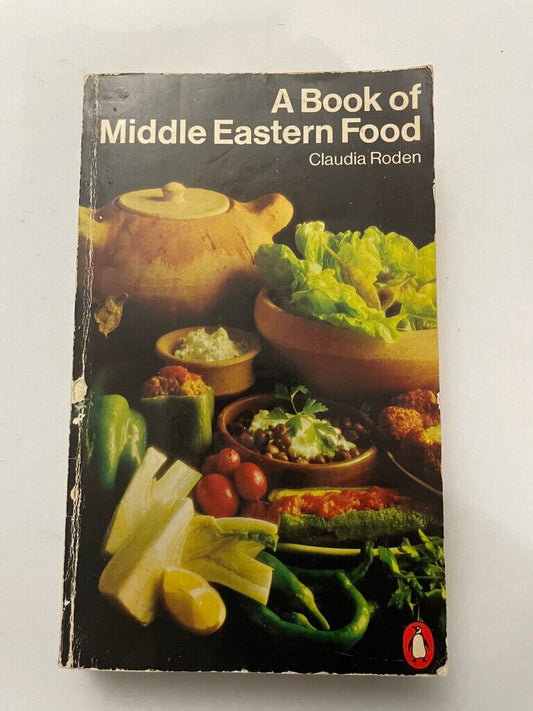 A Book of
Middle Eastern Food
Claudia Roden